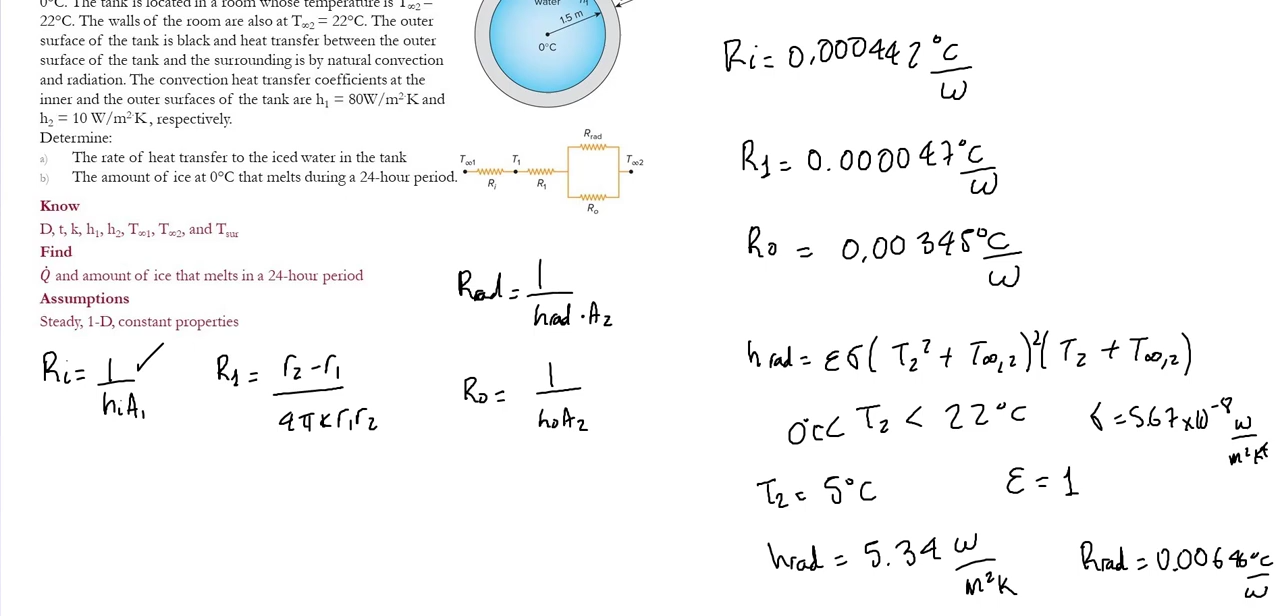 0°C. The tank is located in a room whose temperature is T∞2 =
22°C. The walls of the room are also at T∞2 = 22°C. The outer
surface of the tank is black and heat transfer between the outer
surface of the tank and the surrounding is by natural convection
and radiation. The convection heat transfer coefficients at the
inner and the outer surfaces of the tank are h₁ = 80W/m²·K and
h₂ = 10 W/m²·K, respectively.
Determine:
a) The rate of heat transfer to the iced water in the tank
b) The amount of ice at 0°C that melts during a 24-hour period.
Know
D, t, k, h₁, h₂, T∞1, T∞2, and Tsur
Find
Q̇ and amount of ice that melts in a 24-hour period
Assumptions
Steady, 1-D, constant properties
water
1.5 m
0°C
Rrad
T∞1 T₁ T∞2
Ri R₁
Ro
Ri = 1 / hiA₁ ✓
R₁ = r₂ - r₁ / 4πKr₁r₂
Rrad = 1 / hrad · A₂
Ro = 1 / hoA₂
Ri = 0,000442 °C/W
R₁ = 0.000047 °C/W
Ro = 0,00345 °C/W
hrad = εσ( T₂² + T∞,2 )²( T₂ + T∞,2 )
0°C < T₂ < 22°C σ = 5.67×10⁻⁸ W/m²K⁴
T₂ = 5°C ε = 1
hrad = 5.34 W/m²K Rrad = 0.00646 °C/W